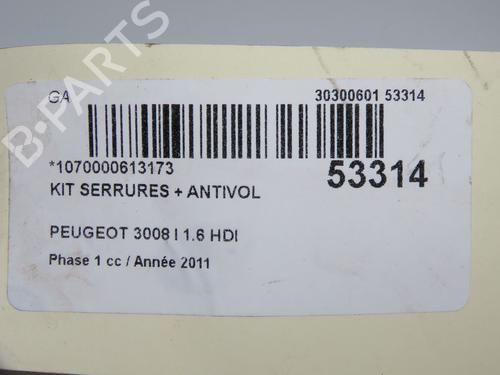 GA 30300601 53314
*1070000613173 53314
KIT SERRURES + ANTIVOL
PEUGEOT 3008 I 1.6 HDI
Phase 1 cc / Année 2011
B-PARTS